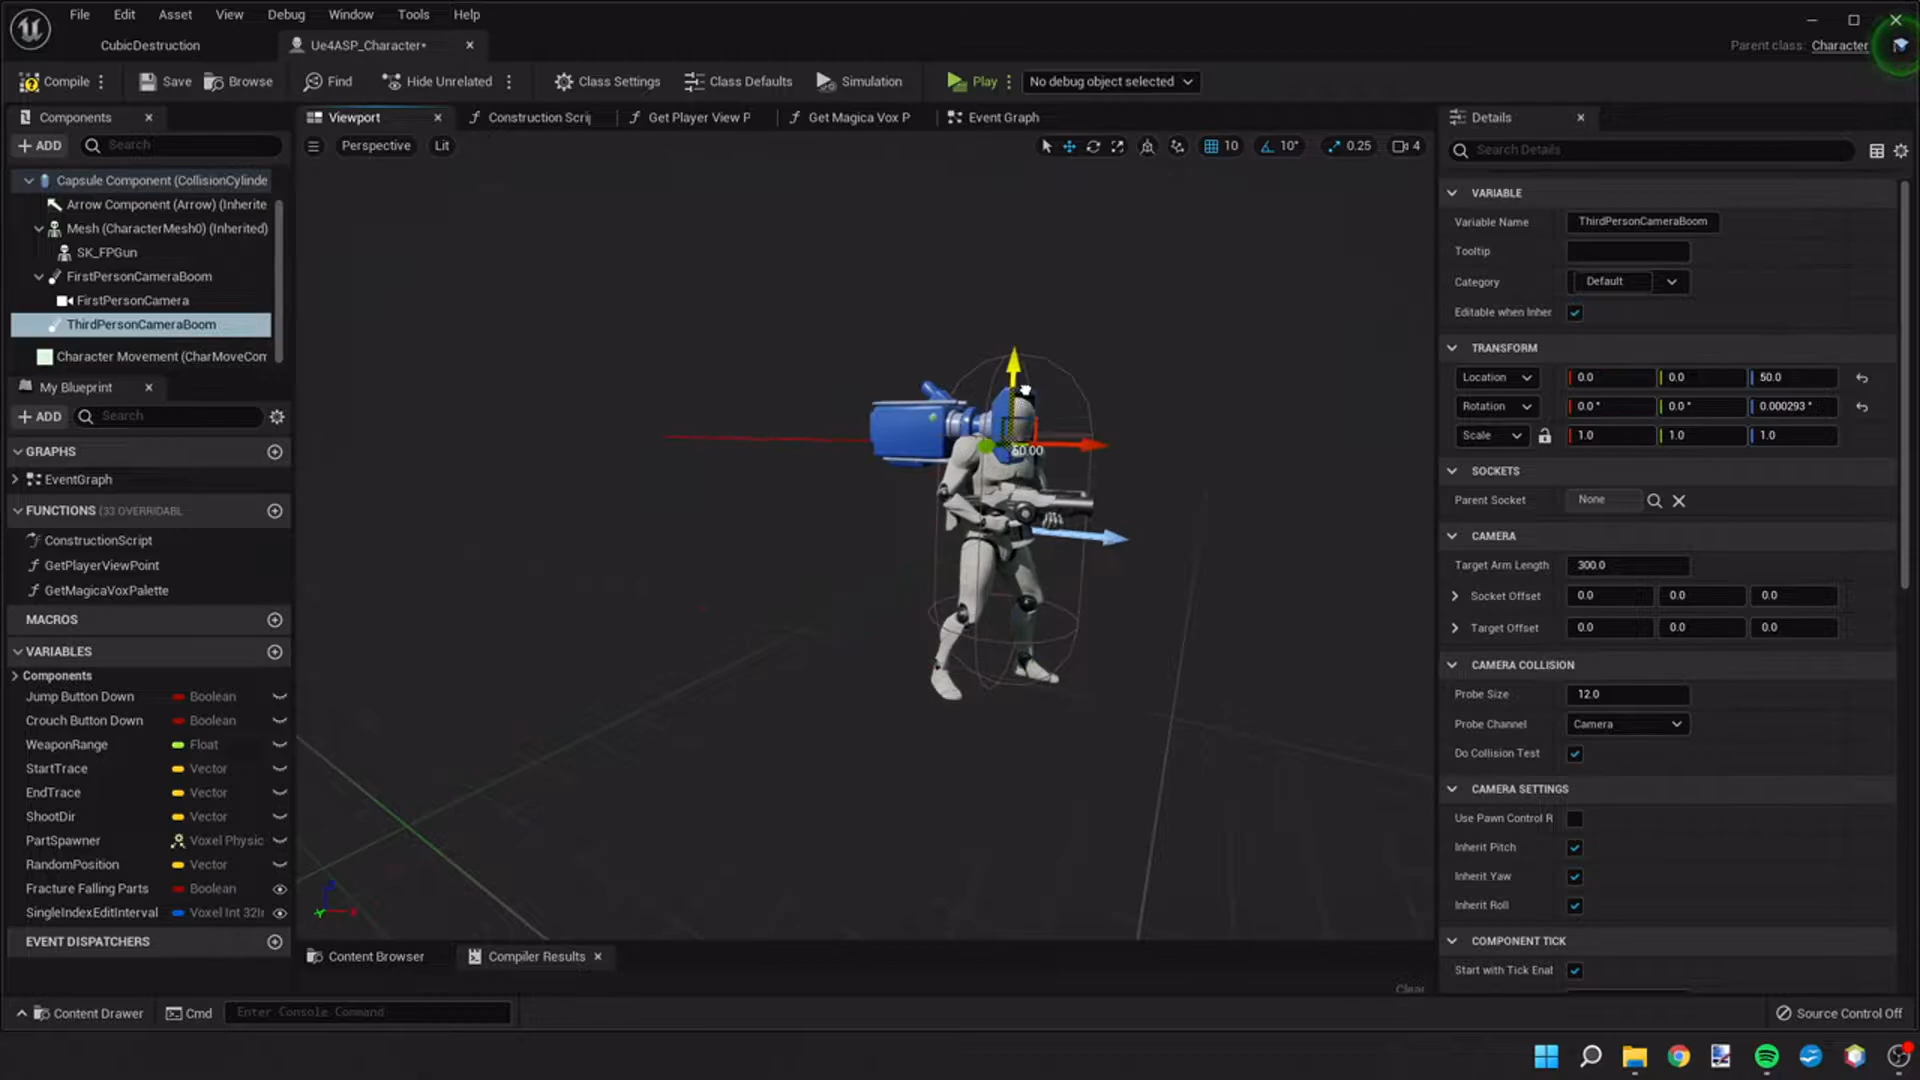 File Edit Asset View Debug Window Tools Help
CubicDestruction
Ue4ASP_Character•
Parent class: Character
Compile
Save
Browse
Find
Hide Unrelated
Class Settings
Class Defaults
Simulation
Play
No debug object selected
Components
ADD
Search
Capsule Component (CollisionCylinde
Arrow Component (Arrow) (Inherite
Mesh (CharacterMesh0) (Inherited)
SK_FPGun
FirstPersonCameraBoom
FirstPersonCamera
ThirdPersonCameraBoom
Character Movement (CharMoveCom
My Blueprint
ADD
Search
GRAPHS
EventGraph
FUNCTIONS (33 OVERRIDABL
ConstructionScript
GetPlayerViewPoint
GetMagicaVoxPalette
MACROS
VARIABLES
Components
Jump Button Down Boolean
Crouch Button Down Boolean
WeaponRange Float
StartTrace Vector
EndTrace Vector
ShootDir Vector
PartSpawner Voxel Physic
RandomPosition Vector
Fracture Falling Parts Boolean
SingleIndexEditInterval Voxel Int 32Ir
EVENT DISPATCHERS
Viewport
Construction Scrip
Get Player View P
Get Magica Vox P
Event Graph
Perspective Lit
10 10° 0.25 4
50.00
Content Browser
Compiler Results
Clear
Details
Search Details
VARIABLE
Variable Name ThirdPersonCameraBoom
Tooltip
Category Default
Editable when Inher
TRANSFORM
Location 0.0 0.0 50.0
Rotation 0.0 ° 0.0 ° 0.000293 °
Scale 1.0 1.0 1.0
SOCKETS
Parent Socket None
CAMERA
Target Arm Length 300.0
Socket Offset 0.0 0.0 0.0
Target Offset 0.0 0.0 0.0
CAMERA COLLISION
Probe Size 12.0
Probe Channel Camera
Do Collision Test
CAMERA SETTINGS
Use Pawn Control R
Inherit Pitch
Inherit Yaw
Inherit Roll
COMPONENT TICK
Start with Tick Enat
Content Drawer
Cmd
Enter Console Command
Source Control Off